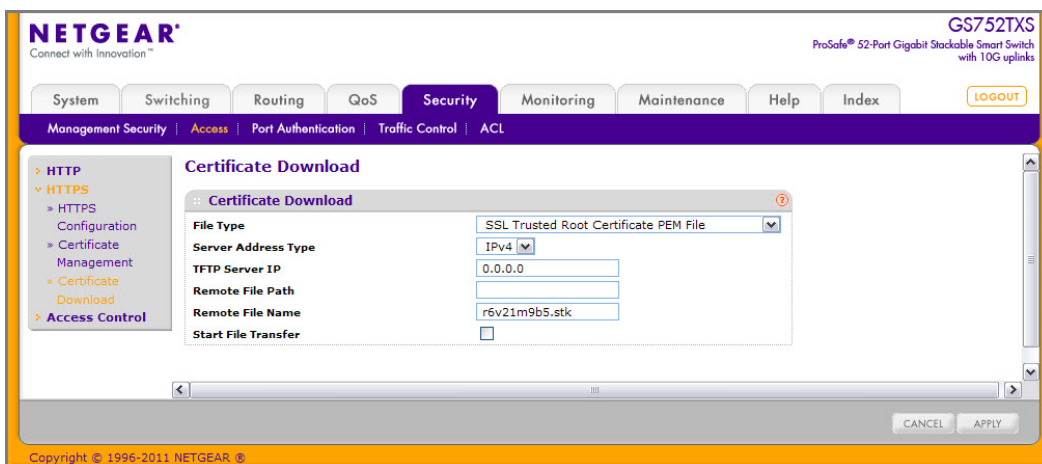 NETGEAR®
Connect with Innovation™
GS752TXS
ProSafe® 52-Port Gigabit Stackable Smart Switch
with 10G uplinks
System Switching Routing QoS Security Monitoring Maintenance Help Index LOGOUT
Management Security | Access | Port Authentication | Traffic Control | ACL
HTTP
HTTPS
» HTTPS
Configuration
» Certificate
Management
» Certificate
Download
Access Control
Certificate Download
Certificate Download ?
File Type SSL Trusted Root Certificate PEM File
Server Address Type IPv4
TFTP Server IP 0.0.0.0
Remote File Path
Remote File Name r6v21m9b5.stk
Start File Transfer
CANCEL APPLY
Copyright © 1996-2011 NETGEAR ®